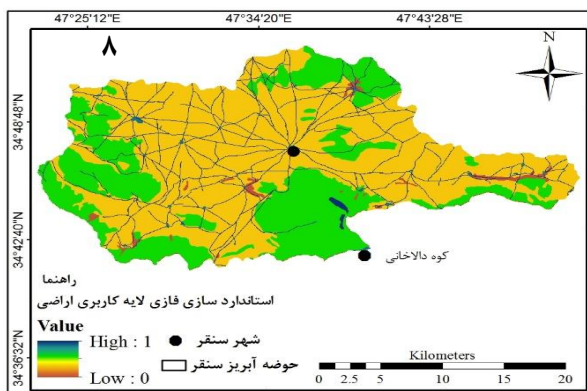 47°25'12"E 47°34'20"E 47°43'28"E
۸
N
34°48'48"N
34°42'40"N
34°36'32"N
کوه دالاخانی
راهنما
استاندارد سازی فازی لایه کاربری اراضی
Value
High : 1
Low : 0
شهر سنقر
حوضه آبریز سنقر
Kilometers
0 2.5 5 10 15 20